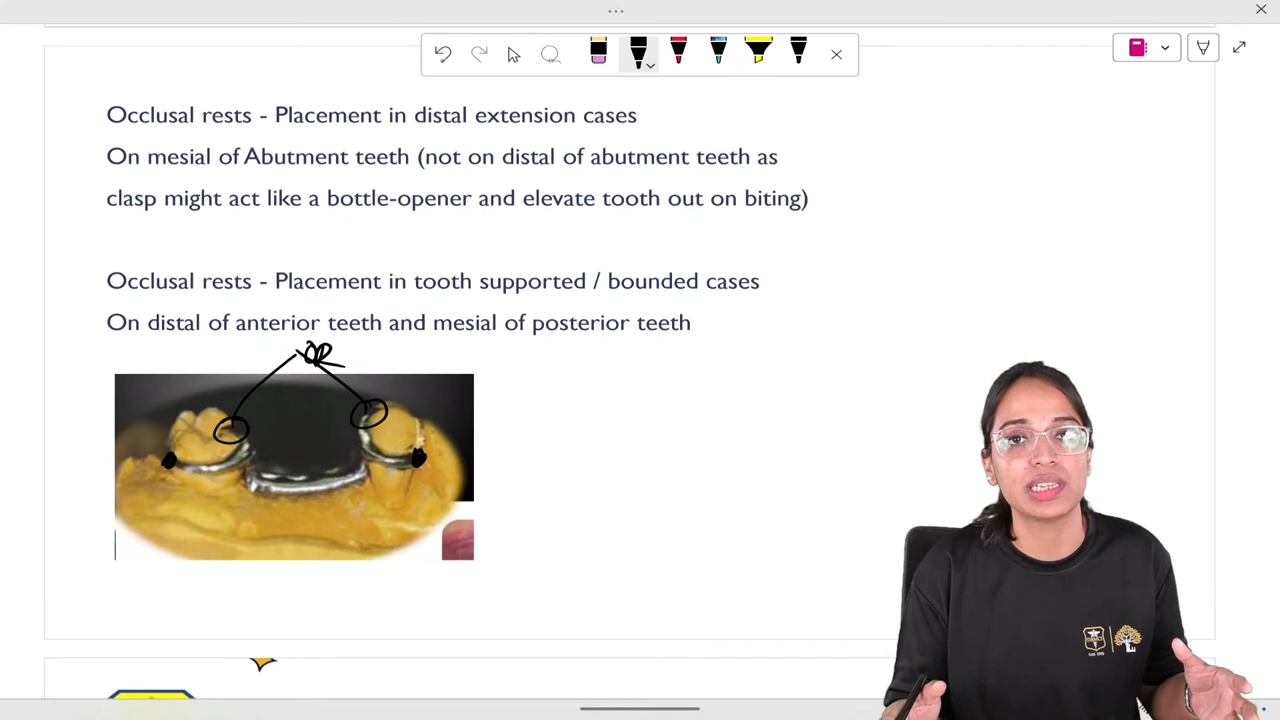 Occlusal rests - Placement in distal extension cases
On mesial of Abutment teeth (not on distal of abutment teeth as
clasp might act like a bottle-opener and elevate tooth out on biting)
Occlusal rests - Placement in tooth supported / bounded cases
On distal of anterior teeth and mesial of posterior teeth
OR